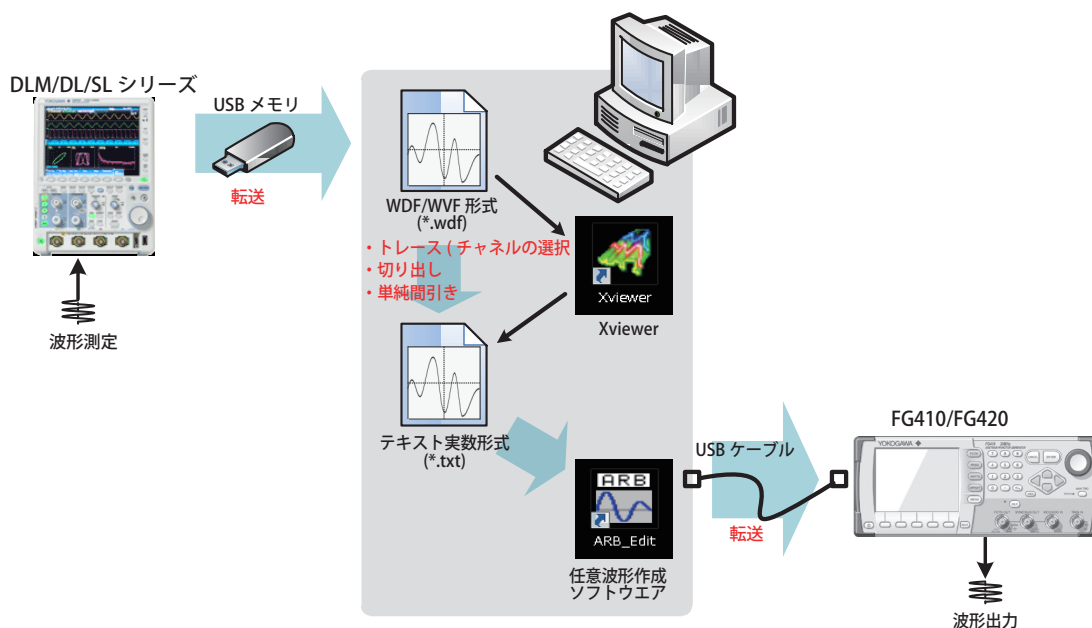 DLM/DL/SL シリーズ
USB メモリ
転送
波形測定
WDF/WVF 形式
(*.wdf)
・トレース ( チャネルの選択
・切り出し
・単純間引き
Xviewer
Xviewer
テキスト実数形式
(*.txt)
ARB
ARB_Edit
任意波形作成
ソフトウエア
USB ケーブル
転送
FG410/FG420
YOKOGAWA
波形出力